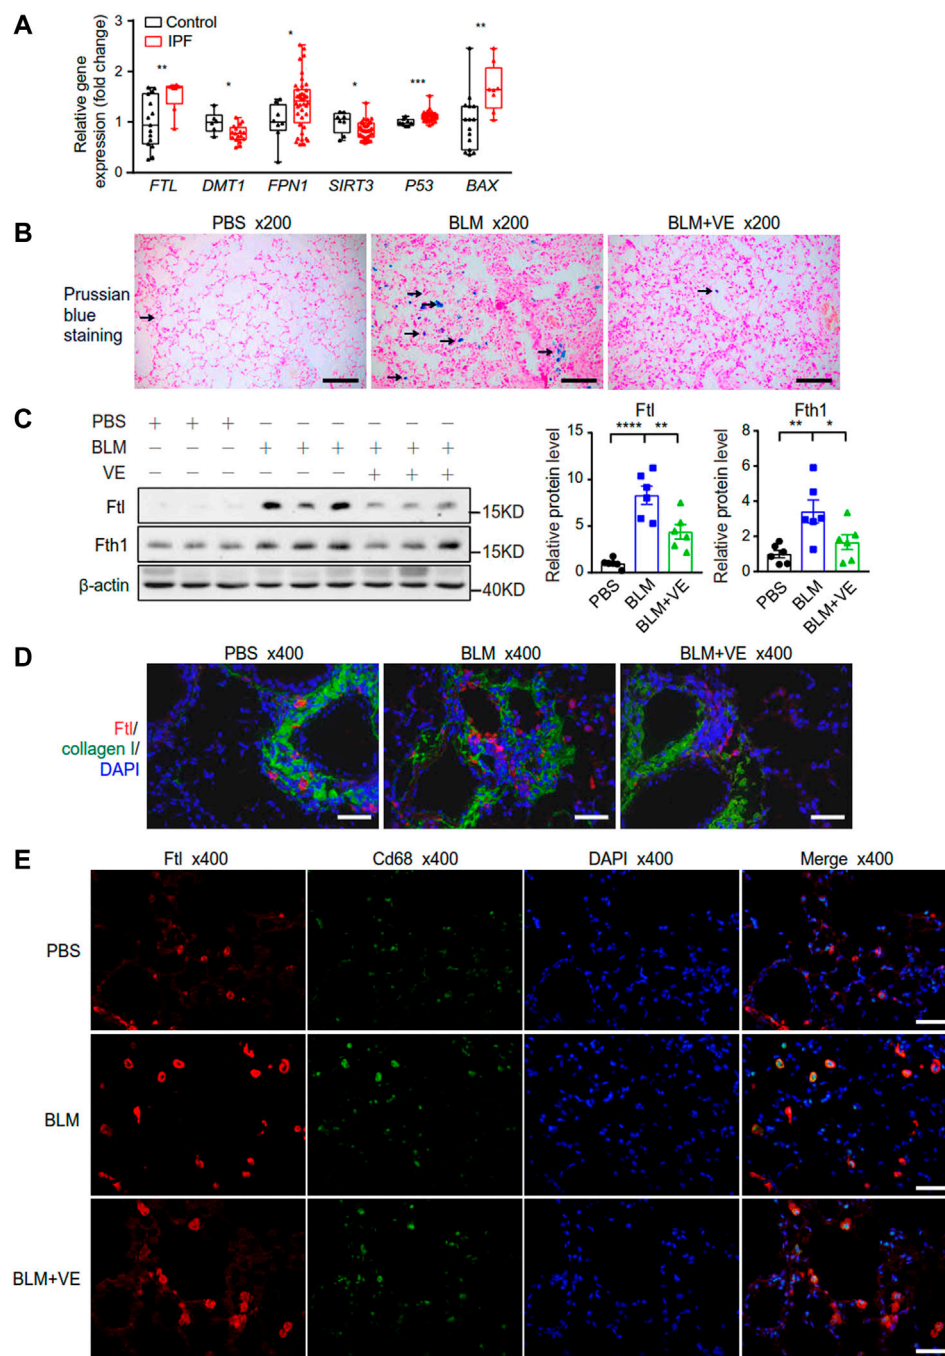 A
Relative gene
expression (fold change)
3
2
1
0
Control
IPF
** * * * *** **
FTL DMT1 FPN1 SIRT3 P53 BAX
B
PBS x200 BLM x200 BLM+VE x200
Prussian
blue
staining
C
PBS + + + − − − − − −
BLM − − − + + + + + +
VE − − − − − − + + +
Ftl 15KD
Fth1 15KD
β-actin 40KD
Ftl
**** **
Relative protein level
15
10
5
0
PBS BLM BLM+VE
Fth1
** *
Relative protein level
8
6
4
2
0
PBS BLM BLM+VE
D
PBS x400 BLM x400 BLM+VE x400
Ftl/
collagen I/
DAPI
E
Ftl x400 Cd68 x400 DAPI x400 Merge x400
PBS
BLM
BLM+VE